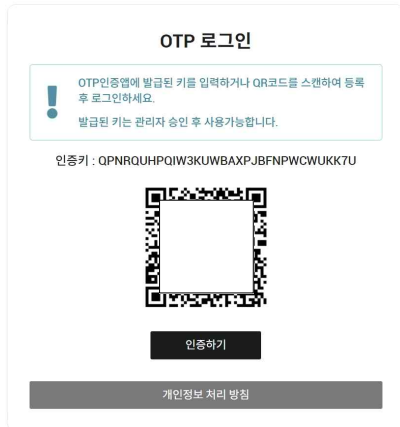 OTP 로그인
OTP인증앱에 발급된 키를 입력하거나 QR코드를 스캔하여 등록
후 로그인하세요.
발급된 키는 관리자 승인 후 사용가능합니다.
인증키 : QPNRQUHPQIW3KUWBAXPJBFNPWCWUKK7U
인증하기
개인정보 처리 방침